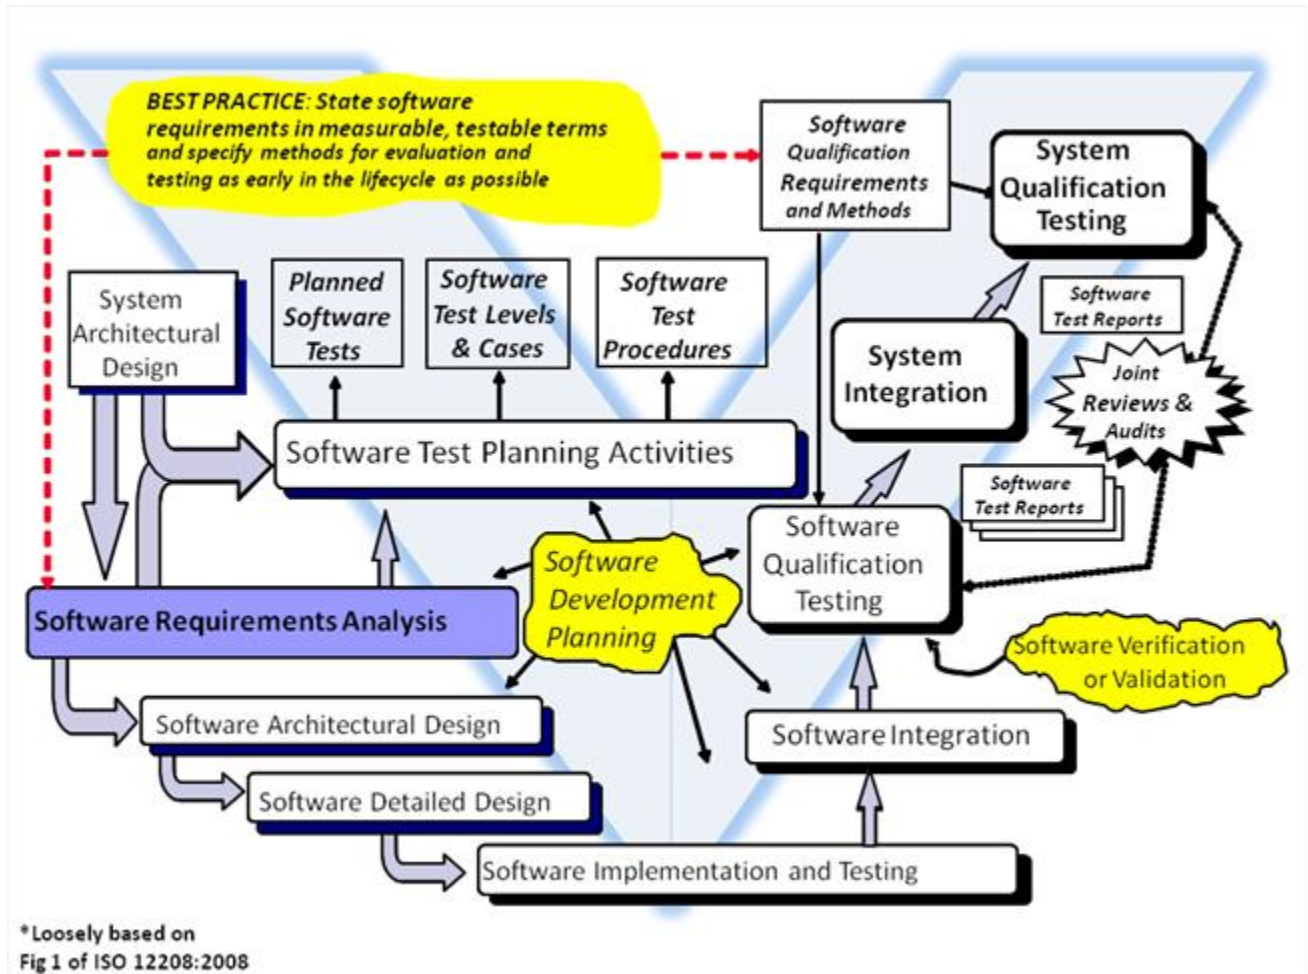 BEST PRACTICE: State software
requirements in measurable, testable terms
and specify methods for evaluation and
testing as early in the lifecycle as possible
Software
Qualification
Requirements
and Methods
System
Qualification
Testing
System
Architectural
Design
Planned
Software
Tests
Software
Test Levels
& Cases
Software
Test
Procedures
Software
Test Reports
System
Integration
Joint
Reviews &
Audits
Software Test Planning Activities
Software
Test Reports
Software
Qualification
Testing
Software
Development
Planning
Software Requirements Analysis
Software Verification
or Validation
Software Architectural Design
Software Integration
Software Detailed Design
Software Implementation and Testing
*Loosely based on
Fig 1 of ISO 12208:2008